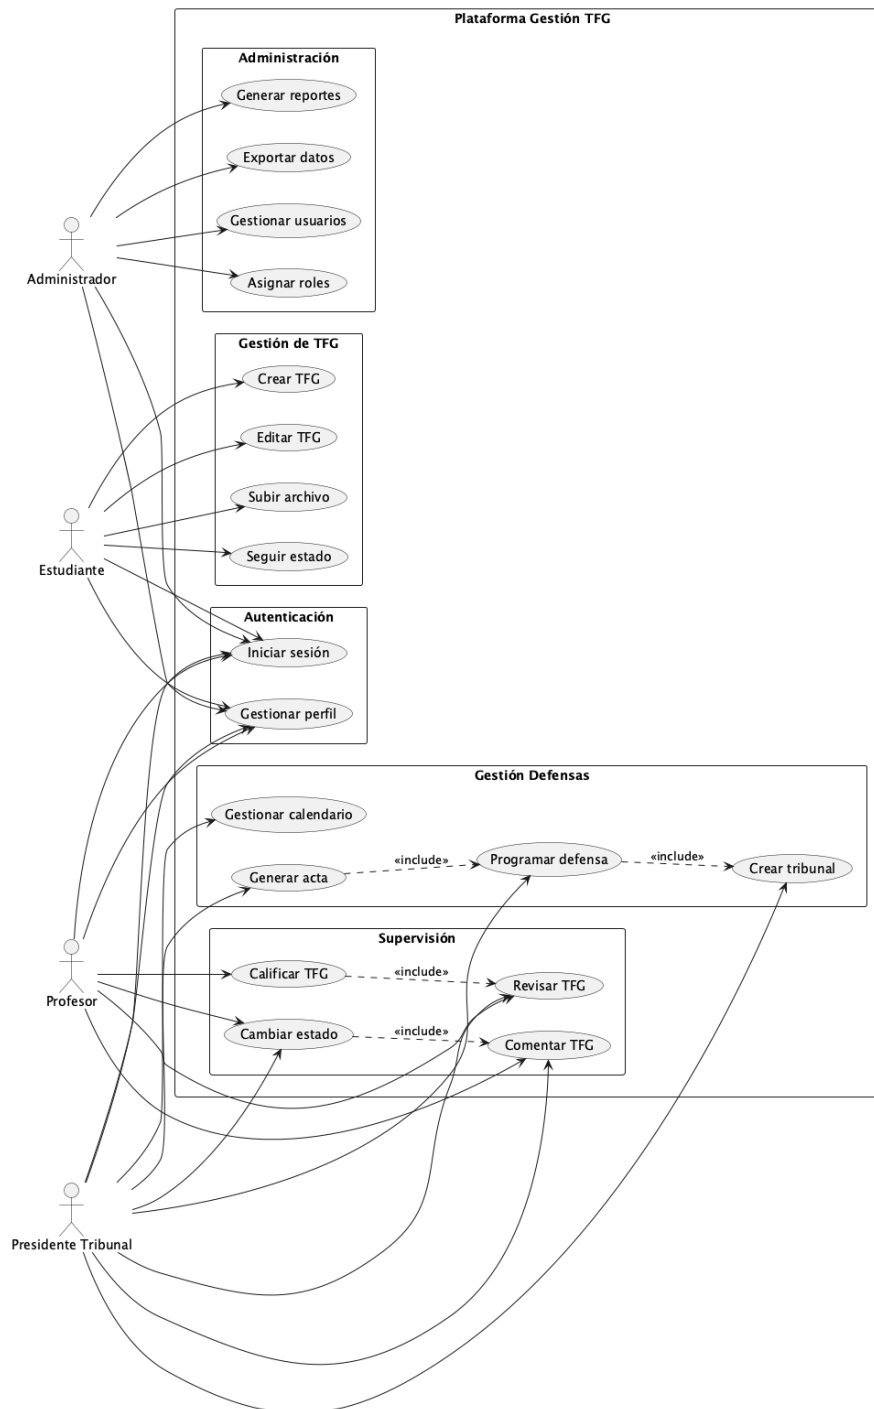 Plataforma Gestión TFG
Administración
Generar reportes
Exportar datos
Gestionar usuarios
Asignar roles
Administrador
Gestión de TFG
Crear TFG
Editar TFG
Subir archivo
Seguir estado
Estudiante
Autenticación
Iniciar sesión
Gestionar perfil
Gestión Defensas
Gestionar calendario
Generar acta
«include»
Programar defensa
«include»
Crear tribunal
Supervisión
Calificar TFG
«include»
Revisar TFG
Cambiar estado
«include»
Comentar TFG
Profesor
Presidente Tribunal